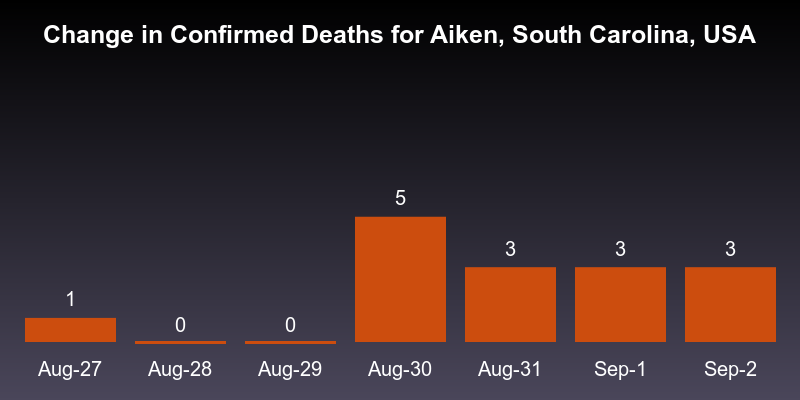 Change in Confirmed Deaths for Aiken, South Carolina, USA
1
0
0
5
3
3
3
Aug-27
Aug-28
Aug-29
Aug-30
Aug-31
Sep-1
Sep-2